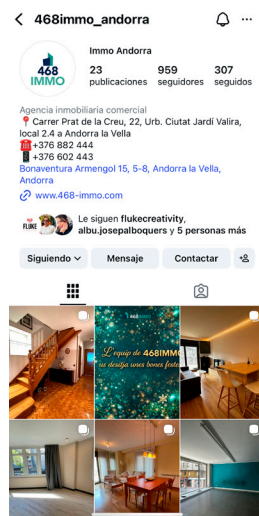 468immo_andorra
468
IMMO
Immo Andorra
23 959 307
publicaciones seguidores seguidos
Agencia inmobiliaria comercial
Carrer Prat de la Creu, 22, Urb. Ciutat Jardí Valira,
local 2.4 a Andorra la Vella
+376 882 444
+376 602 443
Bonaventura Armengol 15, 5-8, Andorra la Vella,
Andorra
www.468-immo.com
FLUKE
Le siguen flukecreativity,
albu.josepalboquers y 5 personas más
Siguiendo Mensaje Contactar
468IMMO
L'equip de 468IMM
us desitja unes bones feste